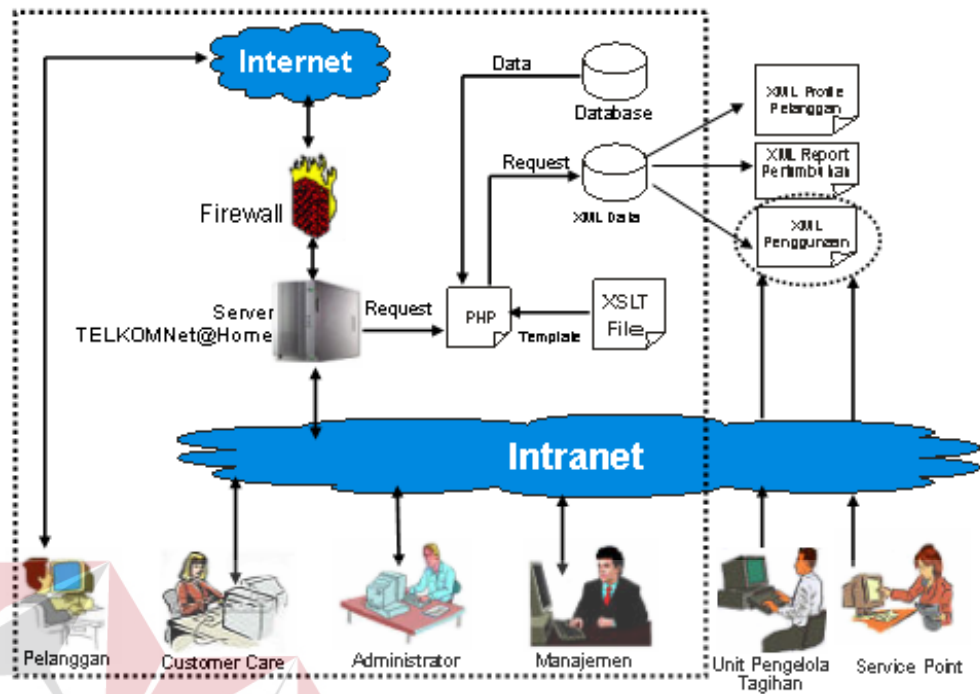 Internet
Data
Database
XML Profile
Pelanggan
Request
XML Data
XML Report
Pertimbilkan
XML
Penggunaan
Firewall
Server
TELKOMNet@Home
Request
PHP
Template
XSLT
File
Intranet
Pelanggan
Customer Care
Administrator
Manajemen
Unit Pengelola
Tagihan
Service Point